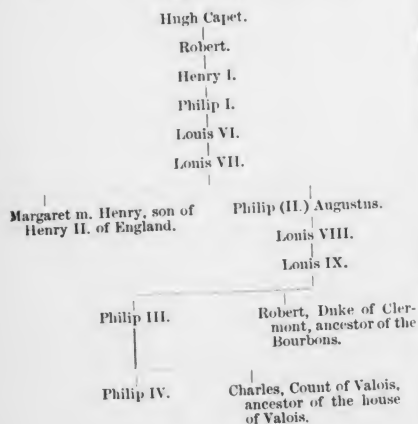 Hugh Capet.
Robert.
Henry I.
Philip I.
Louis VI.
Louis VII.
Margaret m. Henry, son of
Henry II. of England.
Philip (II.) Augustus.
Louis VIII.
Louis IX.
Philip III.
Robert, Duke of Cler-
mont, ancestor of the
Bourbons.
Philip IV.
Charles, Count of Valois,
ancestor of the house
of Valois.